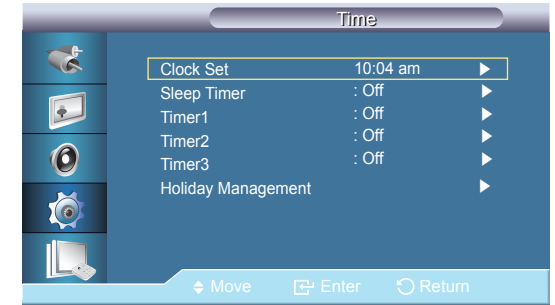 Time
Clock Set 10:04 am
Sleep Timer : Off
Timer1 : Off
Timer2 : Off
Timer3 : Off
Holiday Management
Move Enter Return